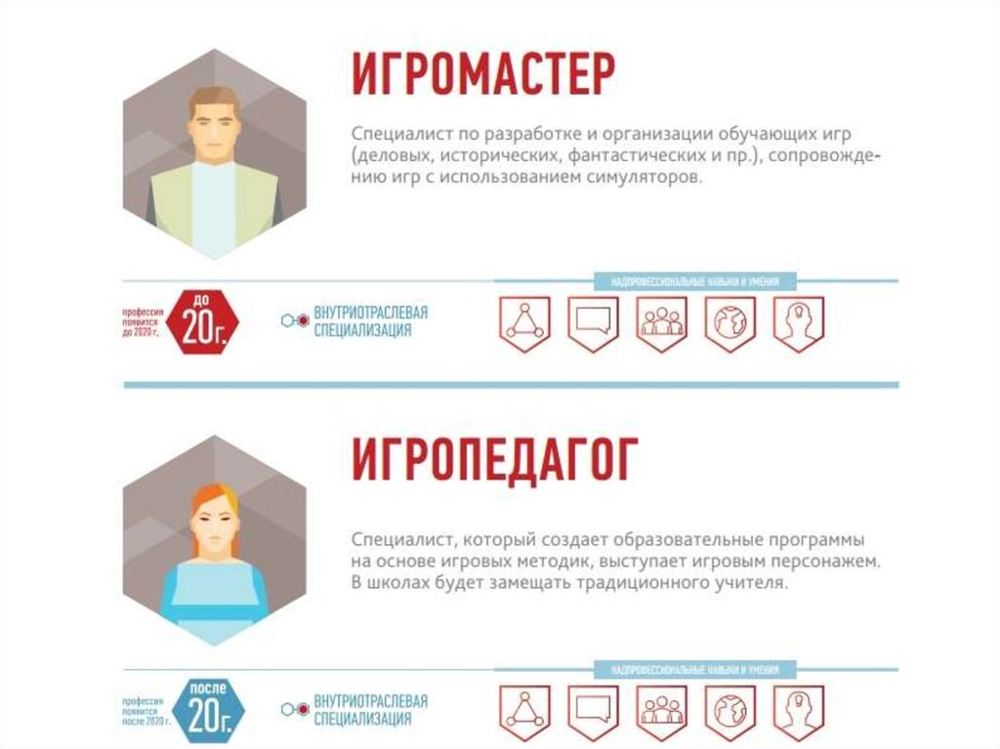 ИГРОМАСТЕР
Специалист по разработке и организации обучающих игр
(деловых, исторических, фантастических и пр.), сопровожде-
нию игр с использованием симуляторов.
НАДПРОФЕССИОНАЛЬНЫЕ НАВЫКИ И УМЕНИЯ
профессия
появится
до 2020 г.
до
20г.
ВНУТРИОТРАСЛЕВАЯ
СПЕЦИАЛИЗАЦИЯ
ИГРОПЕДАГОГ
Специалист, который создает образовательные программы
на основе игровых методик, выступает игровым персонажем.
В школах будет замещать традиционного учителя.
НАДПРОФЕССИОНАЛЬНЫЕ НАВЫКИ И УМЕНИЯ
профессия
появится
после 2020 г.
после
20г.
ВНУТРИОТРАСЛЕВАЯ
СПЕЦИАЛИЗАЦИЯ